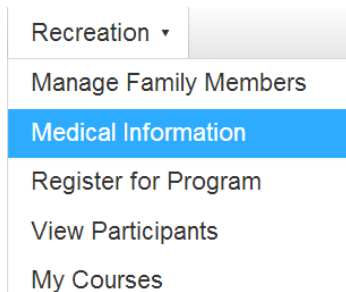 Recreation
Manage Family Members
Medical Information
Register for Program
View Participants
My Courses